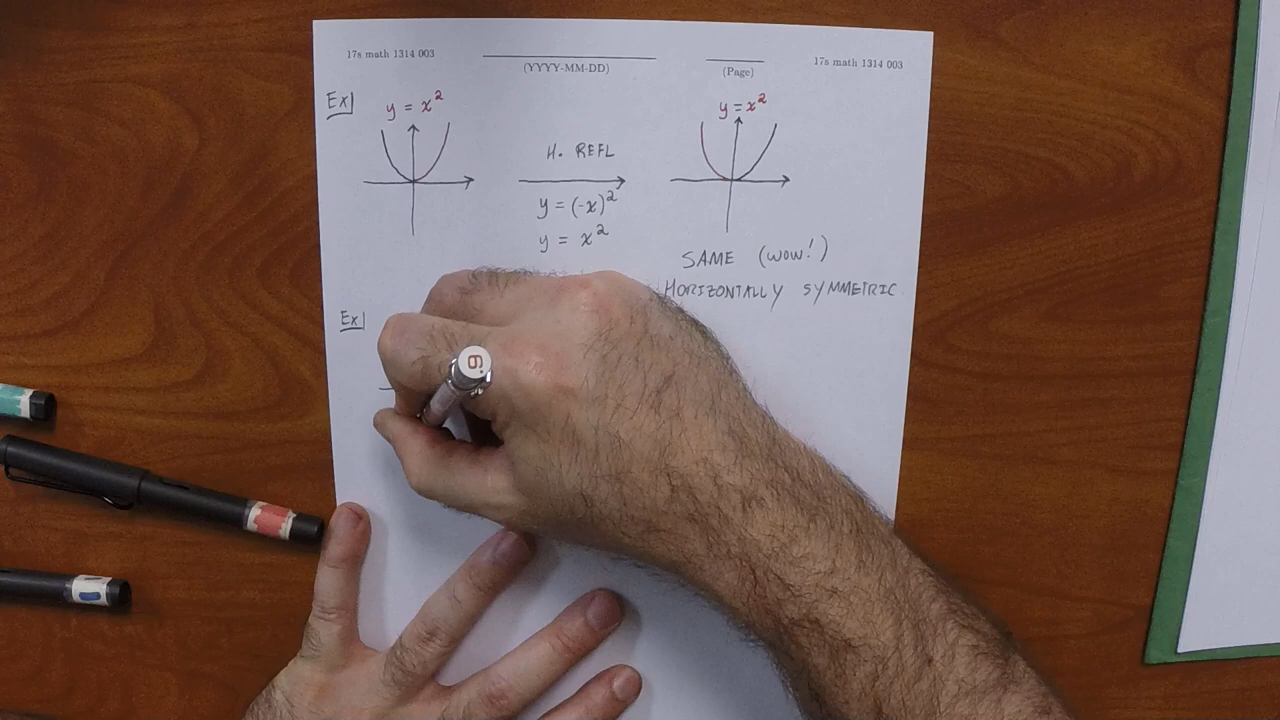 17s math 1314 003
(YYYY-MM-DD)
(Page)
17s math 1314 003
Ex
y = x²
H. REFL
y = (-x)²
y = x²
y = x²
SAME (WOW!)
HORIZONTALLY SYMMETRIC
Ex
6.